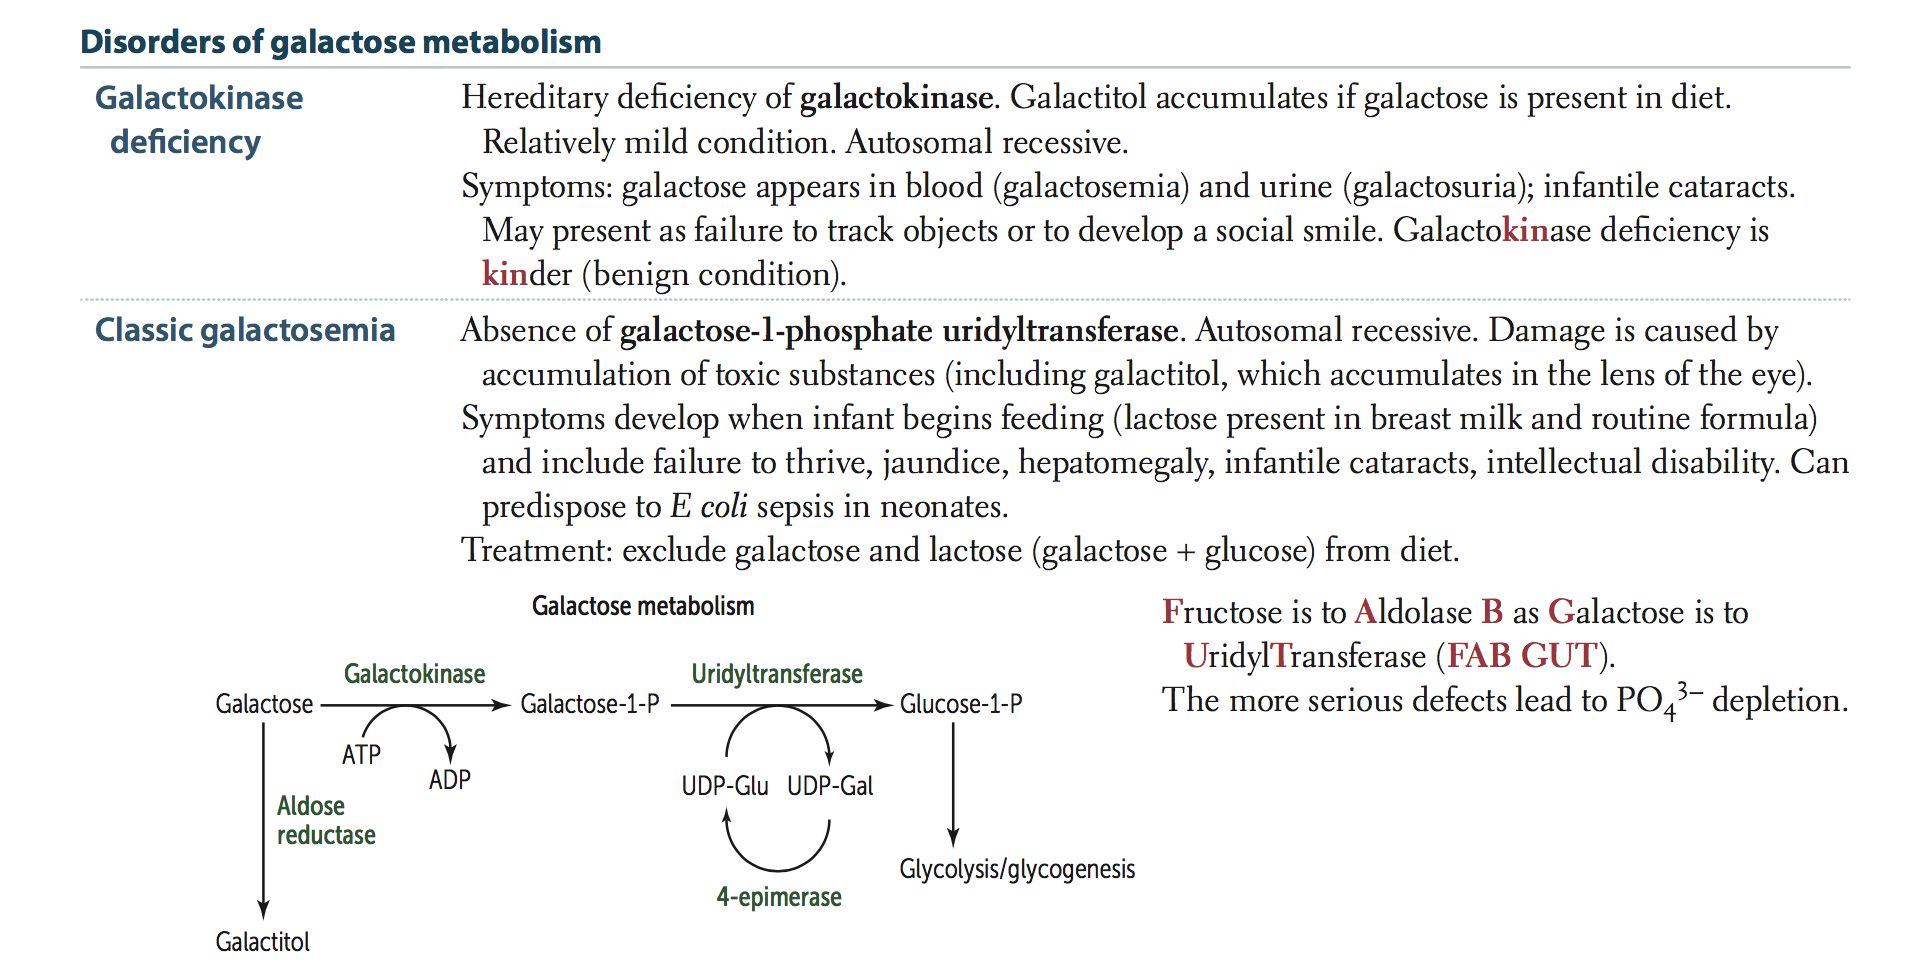 Disorders of galactose metabolism
Galactokinase
deficiency
Hereditary deficiency of galactokinase. Galactitol accumulates if galactose is present in diet.
Relatively mild condition. Autosomal recessive.
Symptoms: galactose appears in blood (galactosemia) and urine (galactosuria); infantile cataracts.
May present as failure to track objects or to develop a social smile. Galactokinase deficiency is
kinder (benign condition).
Classic galactosemia
Absence of galactose-1-phosphate uridyltransferase. Autosomal recessive. Damage is caused by
accumulation of toxic substances (including galactitol, which accumulates in the lens of the eye).
Symptoms develop when infant begins feeding (lactose present in breast milk and routine formula)
and include failure to thrive, jaundice, hepatomegaly, infantile cataracts, intellectual disability. Can
predispose to E coli sepsis in neonates.
Treatment: exclude galactose and lactose (galactose + glucose) from diet.
Galactose metabolism
Galactokinase
Uridyltransferase
Galactose
Galactose-1-P
Glucose-1-P
ATP
ADP
UDP-Glu
UDP-Gal
Aldose
reductase
4-epimerase
Glycolysis/glycogenesis
Galactitol
Fructose is to Aldolase B as Galactose is to
UridylTransferase (FAB GUT).
The more serious defects lead to PO₄³⁻ depletion.